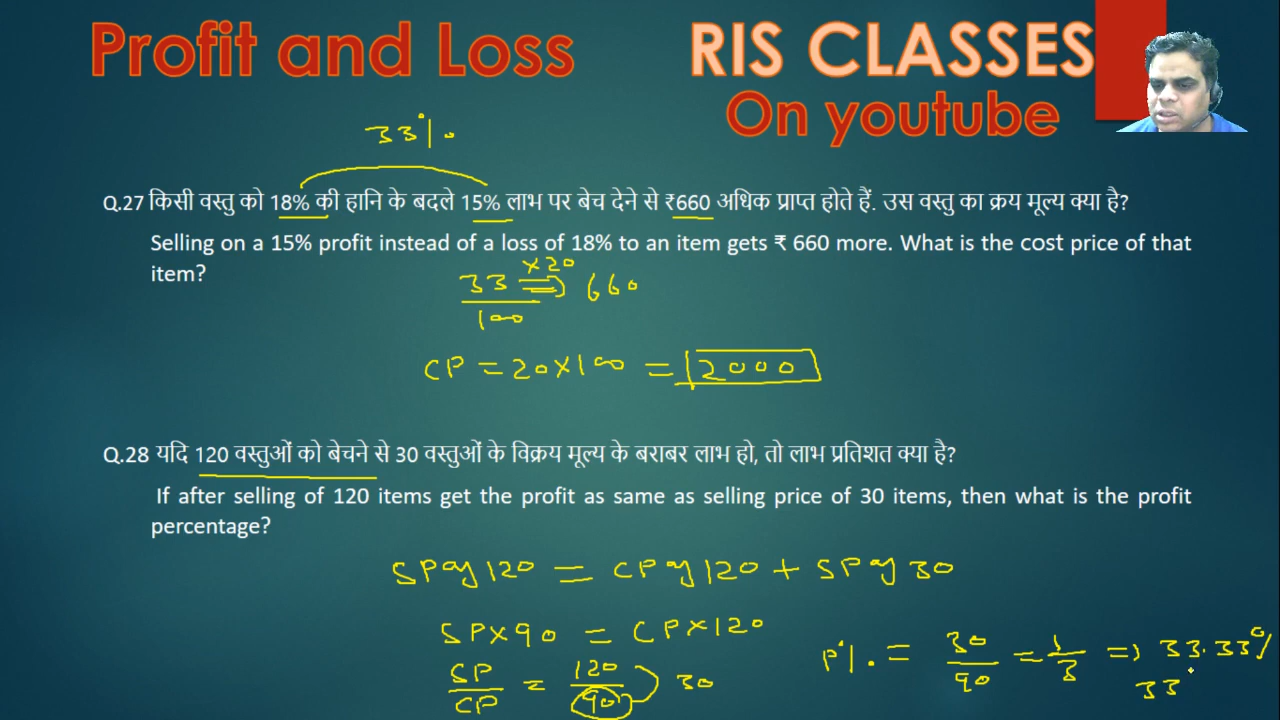 Profit and Loss
RIS CLASSES
On youtube
33%
Q.27 किसी वस्तु को 18% की हानि के बदले 15% लाभ पर बेच देने से ₹660 अधिक प्राप्त होते हैं. उस वस्तु का क्रय मूल्य क्या है?
Selling on a 15% profit instead of a loss of 18% to an item gets ₹ 660 more. What is the cost price of that
item?
×20
33 => 660
100
CP = 20×100 = 2000
Q.28 यदि 120 वस्तुओं को बेचने से 30 वस्तुओं के विक्रय मूल्य के बराबर लाभ हो, तो लाभ प्रतिशत क्या है?
If after selling of 120 items get the profit as same as selling price of 30 items, then what is the profit
percentage?
SP of 120 = CP of 120 + SP of 30
SP×90 = CP×120
SP/CP = 120/90 30
P% = 30/90 = 1/3 => 33.33%
33